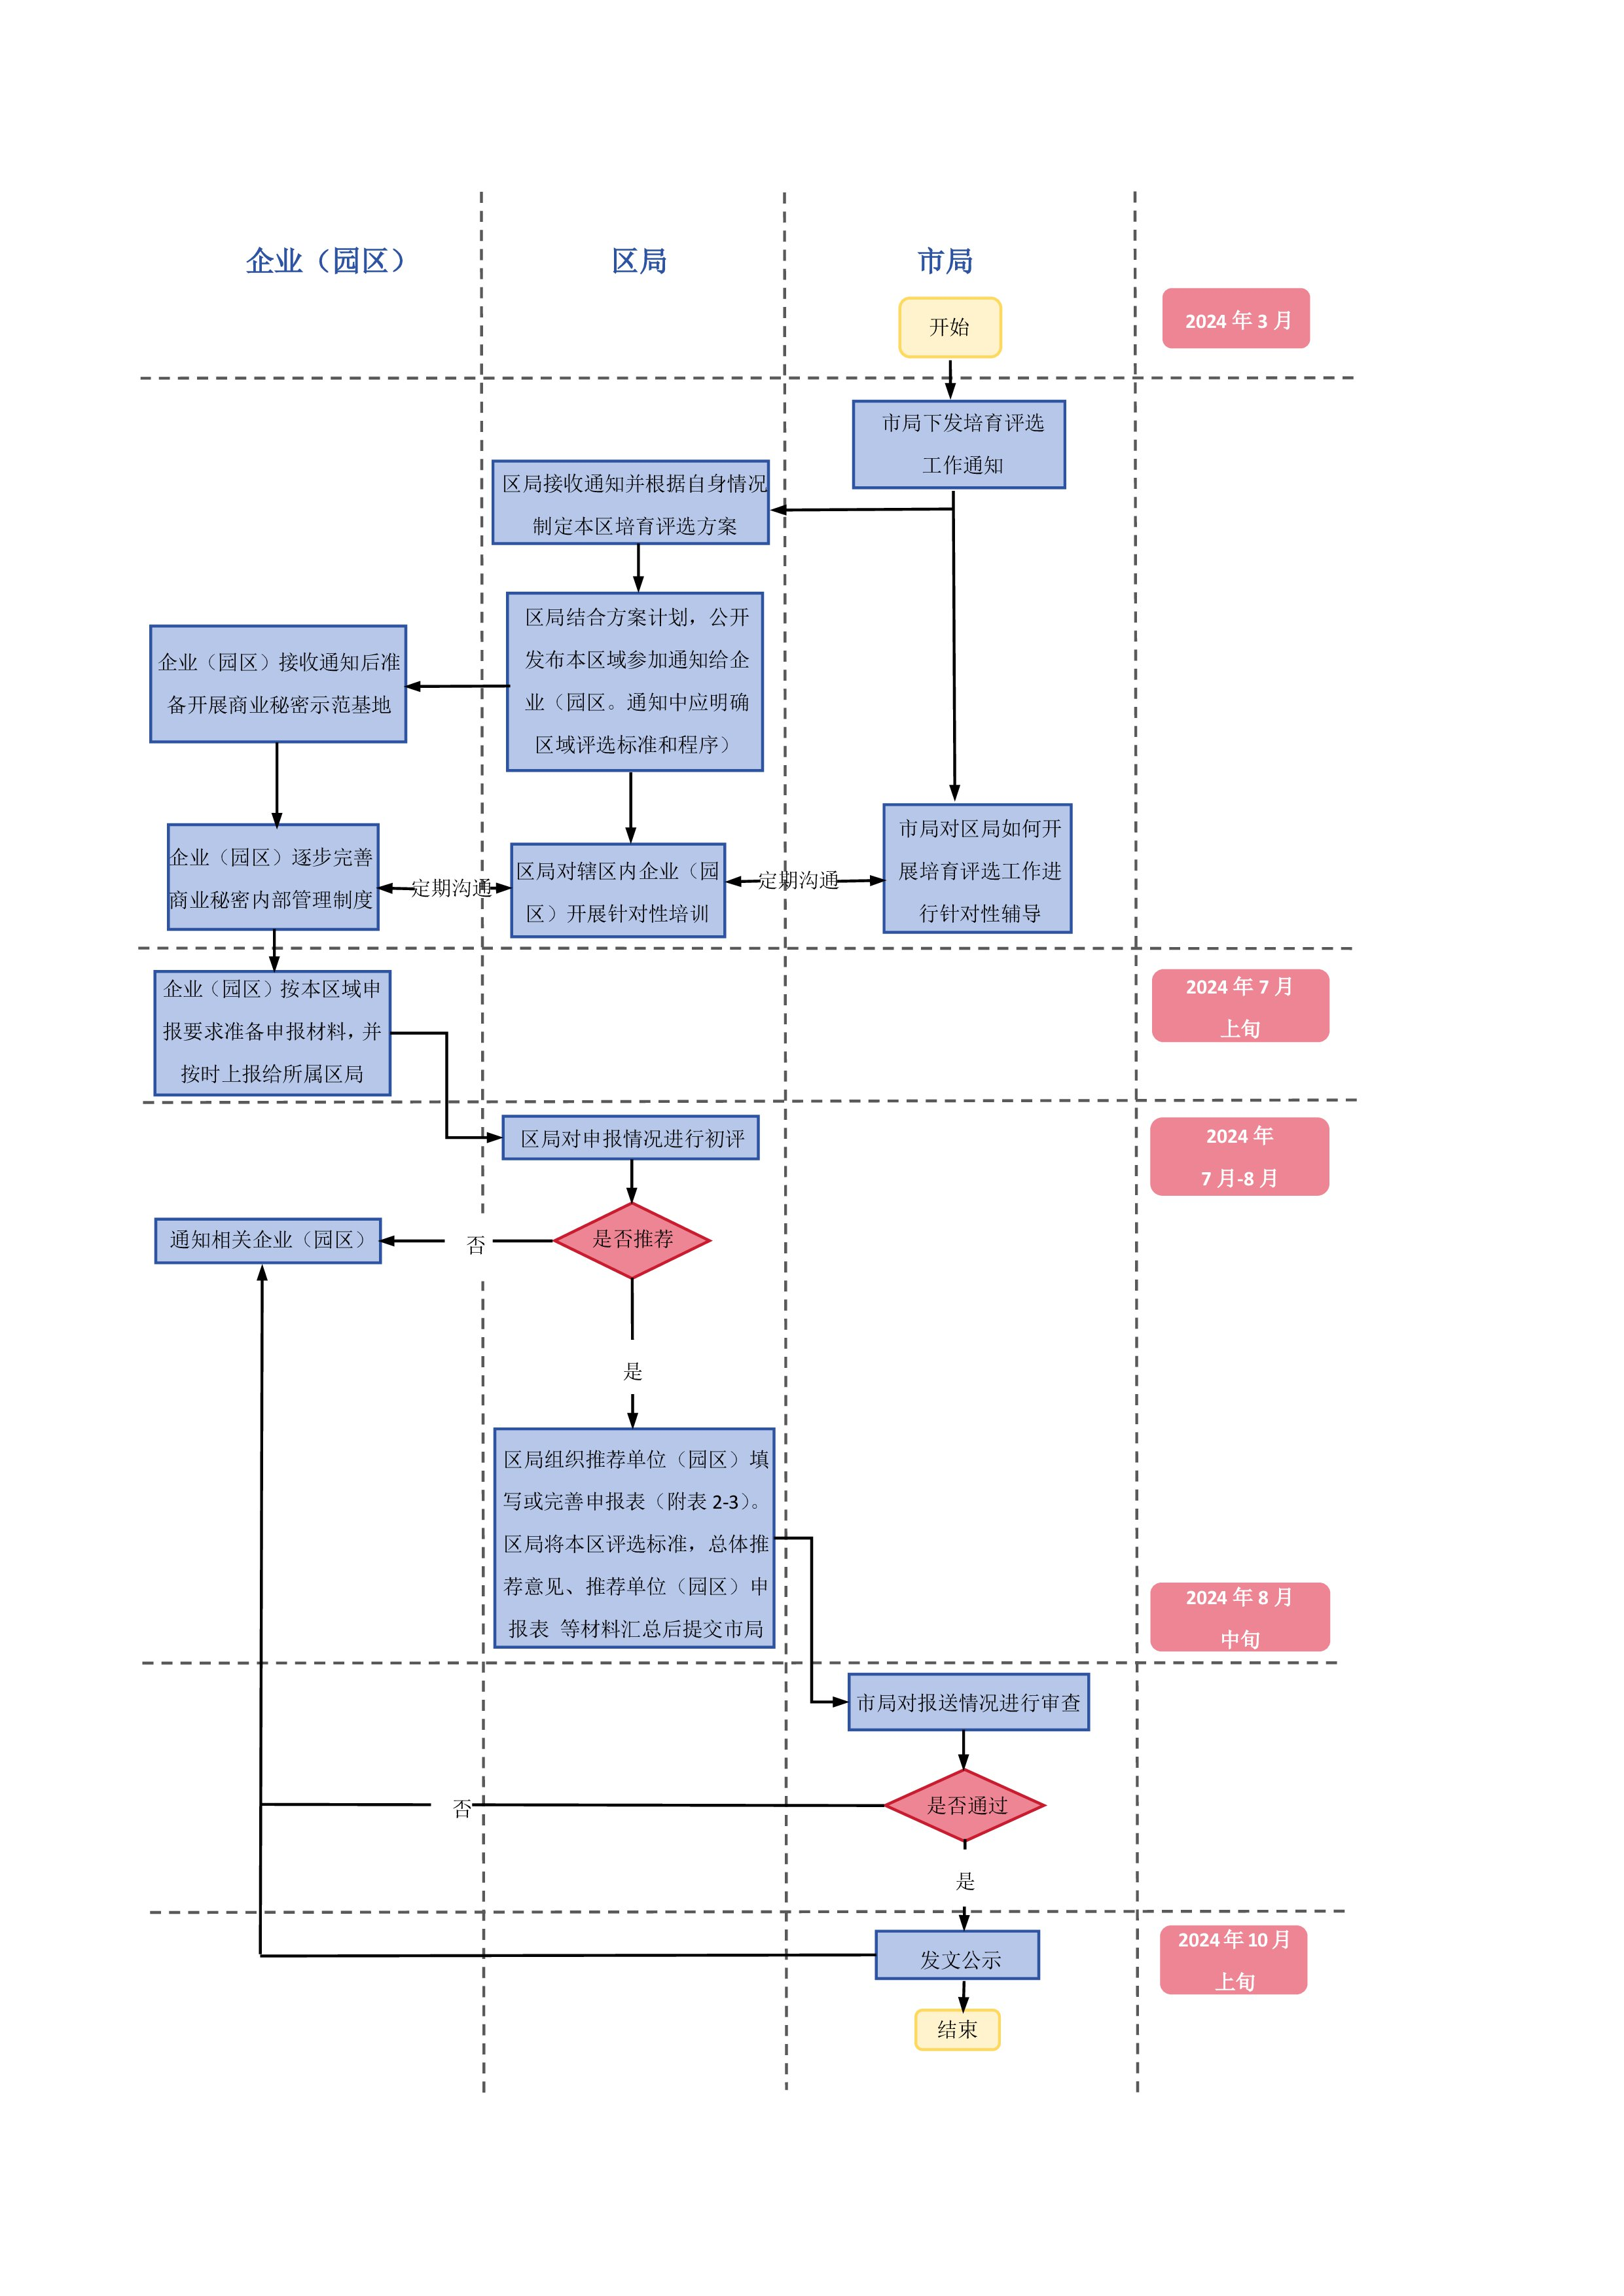 企业（园区）
区局
市局
开始
2024 年 3 月
市局下发培育评选
工作通知
区局接收通知并根据自身情况
制定本区培育评选方案
区局结合方案计划，公开
发布本区域参加通知给企
业（园区。通知中应明确
区域评选标准和程序）
企业（园区）接收通知后准
备开展商业秘密示范基地
企业（园区）逐步完善
商业秘密内部管理制度
定期沟通
区局对辖区内企业（园
区）开展针对性培训
定期沟通
市局对区局如何开
展培育评选工作进
行针对性辅导
企业（园区）按本区域申
报要求准备申报材料，并
按时上报给所属区局
2024 年 7 月
上旬
区局对申报情况进行初评
2024 年
7 月-8 月
通知相关企业（园区）
否
是否推荐
是
区局组织推荐单位（园区）填
写或完善申报表（附表 2-3）。
区局将本区评选标准，总体推
荐意见、推荐单位（园区）申
报表 等材料汇总后提交市局
2024 年 8 月
中旬
市局对报送情况进行审查
否
是否通过
是
发文公示
2024 年 10 月
上旬
结束